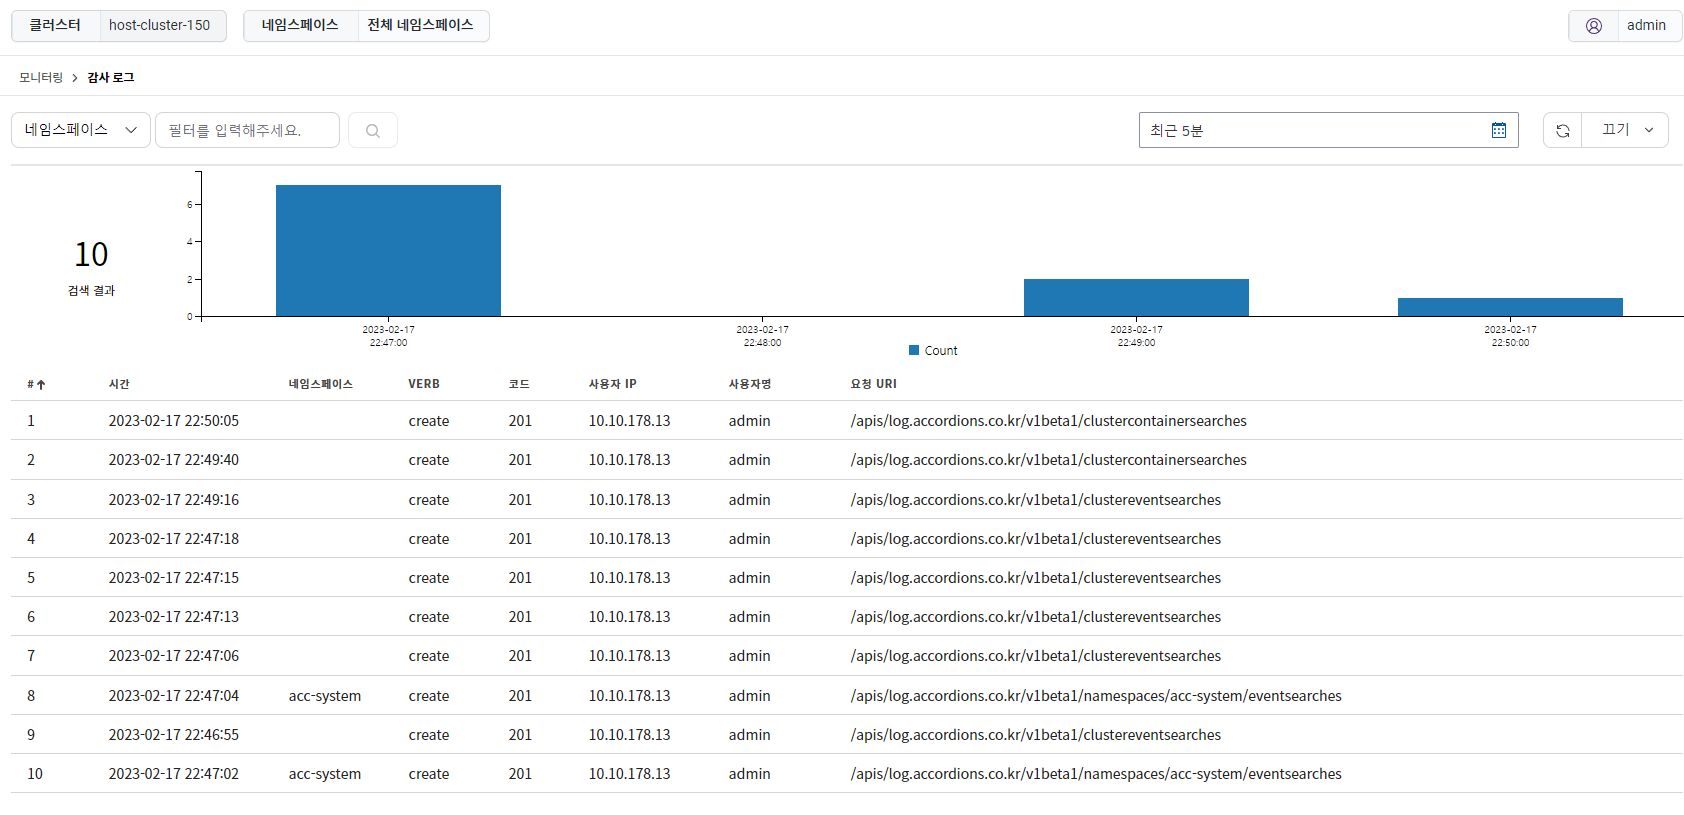 클러스터 host-cluster-150 네임스페이스 전체 네임스페이스 admin
모니터링 > 감사 로그
네임스페이스 필터를 입력해주세요. 최근 5분 끄기
10
검색 결과
6
4
2
0
2023-02-17 2023-02-17 2023-02-17 2023-02-17
22:47:00 22:48:00 22:49:00 22:50:00
Count
# 시간 네임스페이스 VERB 코드 사용자 IP 사용자명 요청 URI
1 2023-02-17 22:50:05 create 201 10.10.178.13 admin /apis/log.accordions.co.kr/v1beta1/clustercontainersearches
2 2023-02-17 22:49:40 create 201 10.10.178.13 admin /apis/log.accordions.co.kr/v1beta1/clustercontainersearches
3 2023-02-17 22:49:16 create 201 10.10.178.13 admin /apis/log.accordions.co.kr/v1beta1/clustereventsearches
4 2023-02-17 22:47:18 create 201 10.10.178.13 admin /apis/log.accordions.co.kr/v1beta1/clustereventsearches
5 2023-02-17 22:47:15 create 201 10.10.178.13 admin /apis/log.accordions.co.kr/v1beta1/clustereventsearches
6 2023-02-17 22:47:13 create 201 10.10.178.13 admin /apis/log.accordions.co.kr/v1beta1/clustereventsearches
7 2023-02-17 22:47:06 create 201 10.10.178.13 admin /apis/log.accordions.co.kr/v1beta1/clustereventsearches
8 2023-02-17 22:47:04 acc-system create 201 10.10.178.13 admin /apis/log.accordions.co.kr/v1beta1/namespaces/acc-system/eventsearches
9 2023-02-17 22:46:55 create 201 10.10.178.13 admin /apis/log.accordions.co.kr/v1beta1/clustereventsearches
10 2023-02-17 22:47:02 acc-system create 201 10.10.178.13 admin /apis/log.accordions.co.kr/v1beta1/namespaces/acc-system/eventsearches